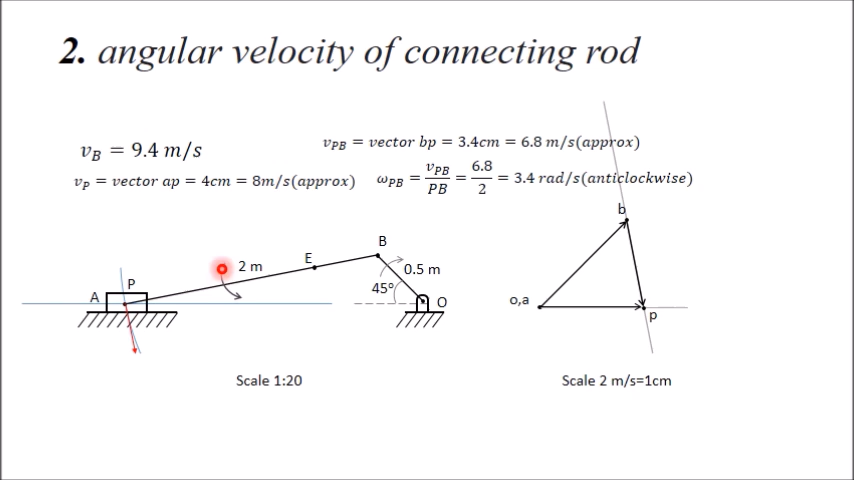 2. angular velocity of connecting rod
v_B = 9.4 m/s
v_PB = vector bp = 3.4cm = 6.8 m/s(approx)
v_P = vector ap = 4cm = 8m/s(approx)
ω_PB = v_PB/PB = 6.8/2 = 3.4 rad/s(anticlockwise)
b
B
E
2 m
0.5 m
P
45°
A
O
o,a
p
Scale 1:20
Scale 2 m/s=1cm